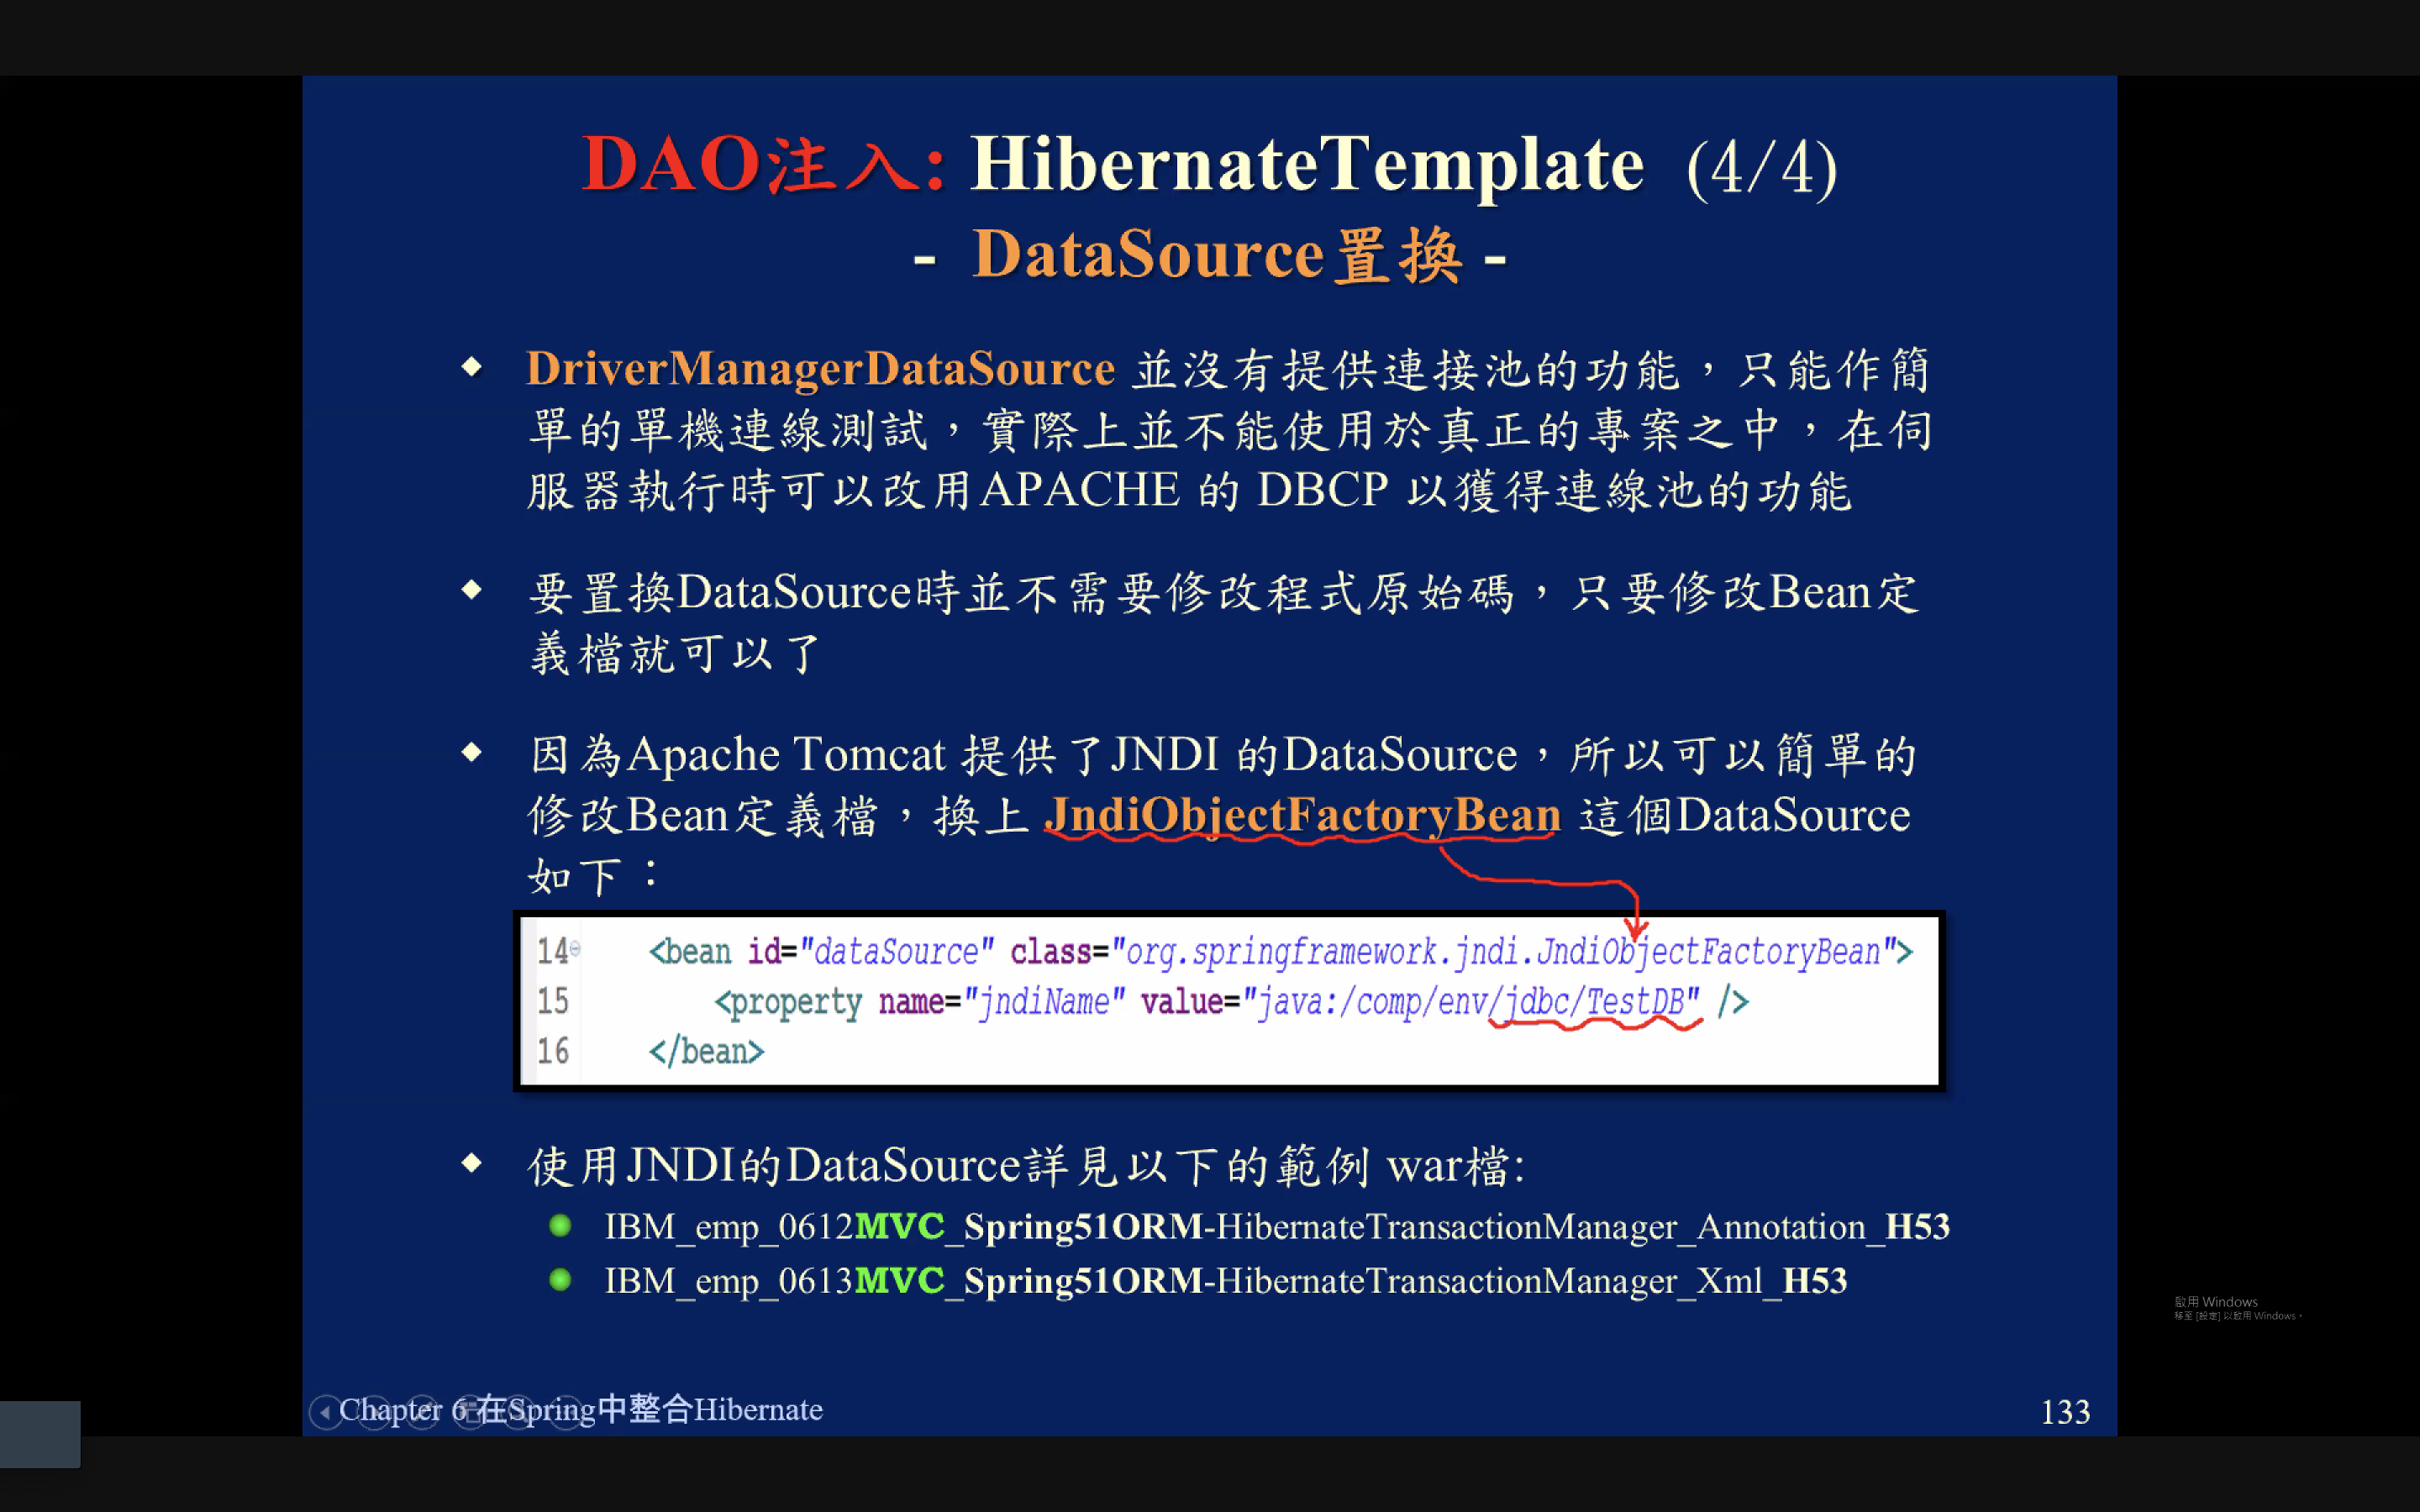 DAO注入: HibernateTemplate (4/4)
- DataSource置換 -
DriverManagerDataSource 並沒有提供連接池的功能，只能作簡
單的單機連線測試，實際上並不能使用於真正的專案之中，在伺
服器執行時可以改用APACHE 的 DBCP 以獲得連線池的功能
要置換DataSource時並不需要修改程式原始碼，只要修改Bean定
義檔就可以了
因為Apache Tomcat 提供了JNDI 的DataSource，所以可以簡單的
修改Bean定義檔，換上 JndiObjectFactoryBean 這個DataSource
如下：
14 <bean id="dataSource" class="org.springframework.jndi.JndiObjectFactoryBean">
15 <property name="jndiName" value="java:/comp/env/jdbc/TestDB" />
16 </bean>
使用JNDI的DataSource詳見以下的範例 war檔:
IBM_emp_0612MVC_Spring51ORM-HibernateTransactionManager_Annotation_H53
IBM_emp_0613MVC_Spring51ORM-HibernateTransactionManager_Xml_H53
啟用 Windows
移至 [設定] 以啟用 Windows。
Chapter 6 在Spring中整合Hibernate
133